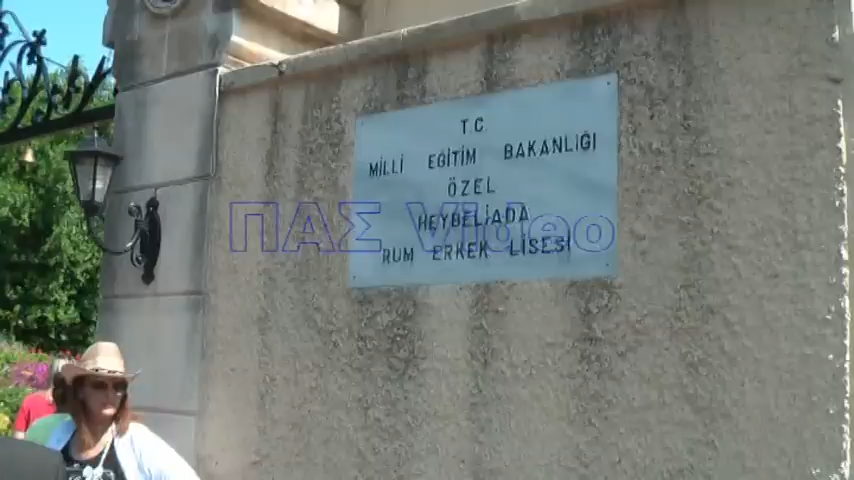 T.C
MİLLİ EĞİTİM BAKANLIĞI
ÖZEL
HEYBELİADA
RUM ERKEK LİSESİ
ΠΑΣ Video